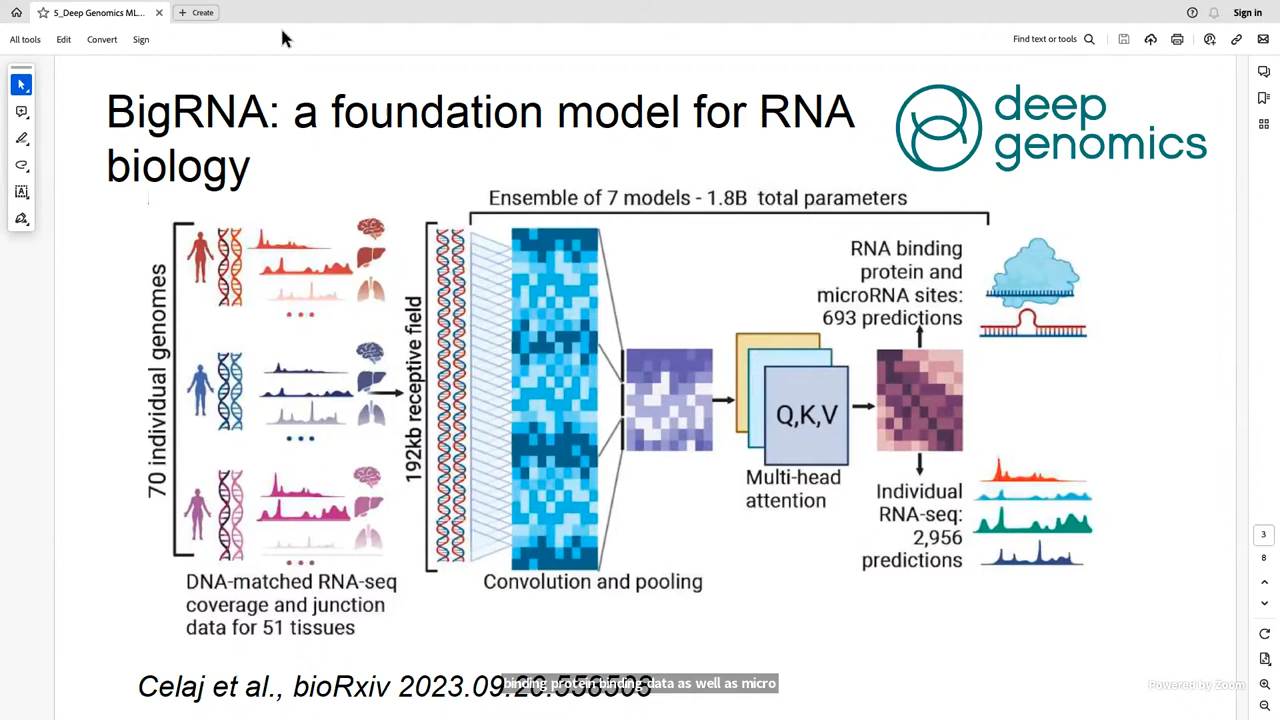 5_Deep Genomics ML...
Create
Sign in
All tools
Edit
Convert
Sign
Find text or tools
BigRNA: a foundation model for RNA
biology
deep
genomics
Ensemble of 7 models - 1.8B total parameters
70 individual genomes
192kb receptive field
RNA binding
protein and
microRNA sites:
693 predictions
Q,K,V
Multi-head
attention
Individual
RNA-seq:
2,956
predictions
DNA-matched RNA-seq
coverage and junction
data for 51 tissues
Convolution and pooling
3
8
Celaj et al., bioRxiv
binding protein binding data as well as micro
Powered by Zoom